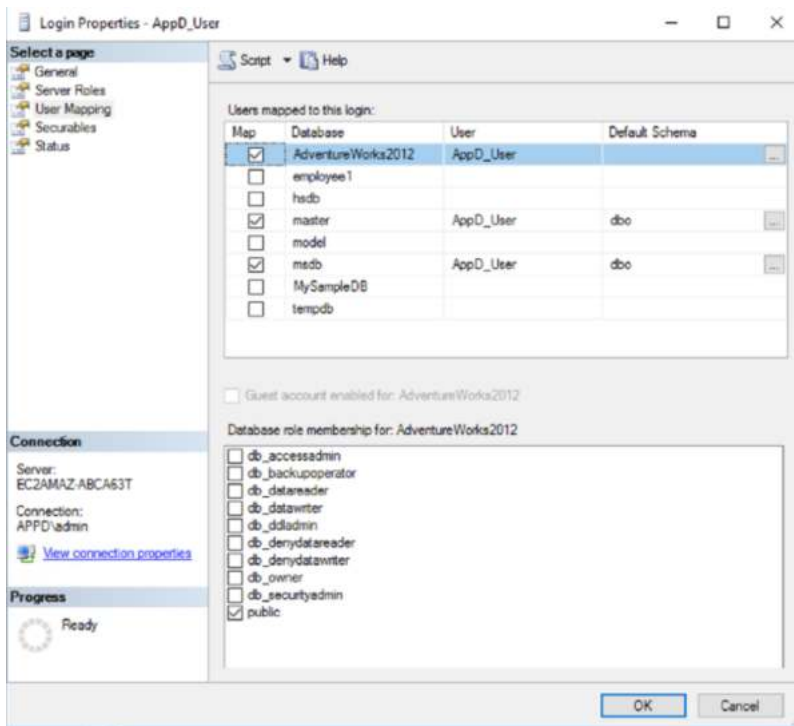 Login Properties - AppD_User
Select a page
General
Server Roles
User Mapping
Securables
Status
Script Help
Users mapped to this login:
Map Database User Default Schema
AdventureWorks2012 AppD_User ...
employee1
hsdb
master AppD_User dbo ...
model
msdb AppD_User dbo ...
MySampleDB
tempdb
Guest account enabled for: AdventureWorks2012
Database role membership for: AdventureWorks2012
db_accessadmin
db_backupoperator
db_datareader
db_datawriter
db_ddladmin
db_denydatareader
db_denydatawriter
db_owner
db_securityadmin
public
Connection
Server:
EC2AMAZ-ABCA63T
Connection:
APPD\admin
View connection properties
Progress
Ready
OK Cancel